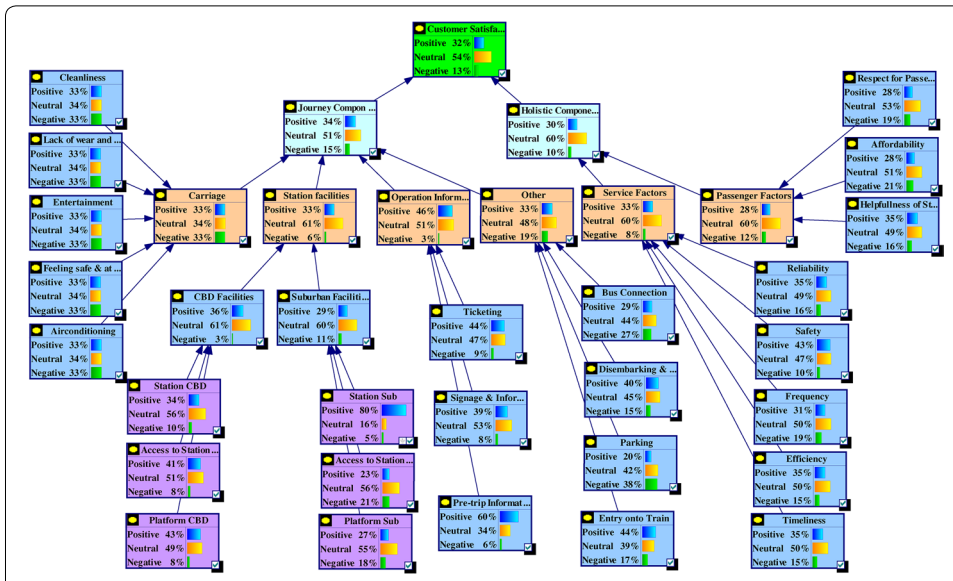 Customer Satisfa...
Positive 32%
Neutral 54%
Negative 13%
Cleanliness
Positive 33%
Neutral 34%
Negative 33%
Journey Compon ...
Positive 34%
Neutral 51%
Negative 15%
Holistic Compone...
Positive 30%
Neutral 60%
Negative 10%
Respect for Passe...
Positive 28%
Neutral 53%
Negative 19%
Lack of wear and ...
Positive 33%
Neutral 34%
Negative 33%
Affordability
Positive 28%
Neutral 51%
Negative 21%
Entertainment
Positive 33%
Neutral 34%
Negative 33%
Carriage
Positive 33%
Neutral 34%
Negative 33%
Station facilities
Positive 33%
Neutral 61%
Negative 6%
Operation Inform...
Positive 46%
Neutral 51%
Negative 3%
Other
Positive 33%
Neutral 48%
Negative 19%
Service Factors
Positive 33%
Neutral 60%
Negative 8%
Passenger Factors
Positive 28%
Neutral 60%
Negative 12%
Helpfullness of St...
Positive 35%
Neutral 49%
Negative 16%
Feeling safe & at ...
Positive 33%
Neutral 34%
Negative 33%
CBD Facilities
Positive 36%
Neutral 61%
Negative 3%
Suburban Faciliti...
Positive 29%
Neutral 60%
Negative 11%
Ticketing
Positive 44%
Neutral 47%
Negative 9%
Bus Connection
Positive 29%
Neutral 44%
Negative 27%
Reliability
Positive 35%
Neutral 49%
Negative 16%
Airconditioning
Positive 33%
Neutral 34%
Negative 33%
Safety
Positive 43%
Neutral 47%
Negative 10%
Station CBD
Positive 34%
Neutral 56%
Negative 10%
Station Sub
Positive 80%
Neutral 16%
Negative 5%
Signage & Infor...
Positive 39%
Neutral 53%
Negative 8%
Disembarking & ...
Positive 40%
Neutral 45%
Negative 15%
Frequency
Positive 31%
Neutral 50%
Negative 19%
Access to Station ...
Positive 41%
Neutral 51%
Negative 8%
Access to Station ...
Positive 23%
Neutral 56%
Negative 21%
Parking
Positive 20%
Neutral 42%
Negative 38%
Efficiency
Positive 35%
Neutral 50%
Negative 15%
Platform CBD
Positive 43%
Neutral 49%
Negative 8%
Platform Sub
Positive 27%
Neutral 55%
Negative 18%
Pre-trip Informat...
Positive 60%
Neutral 34%
Negative 6%
Entry onto Train
Positive 44%
Neutral 39%
Negative 17%
Timeliness
Positive 35%
Neutral 50%
Negative 15%